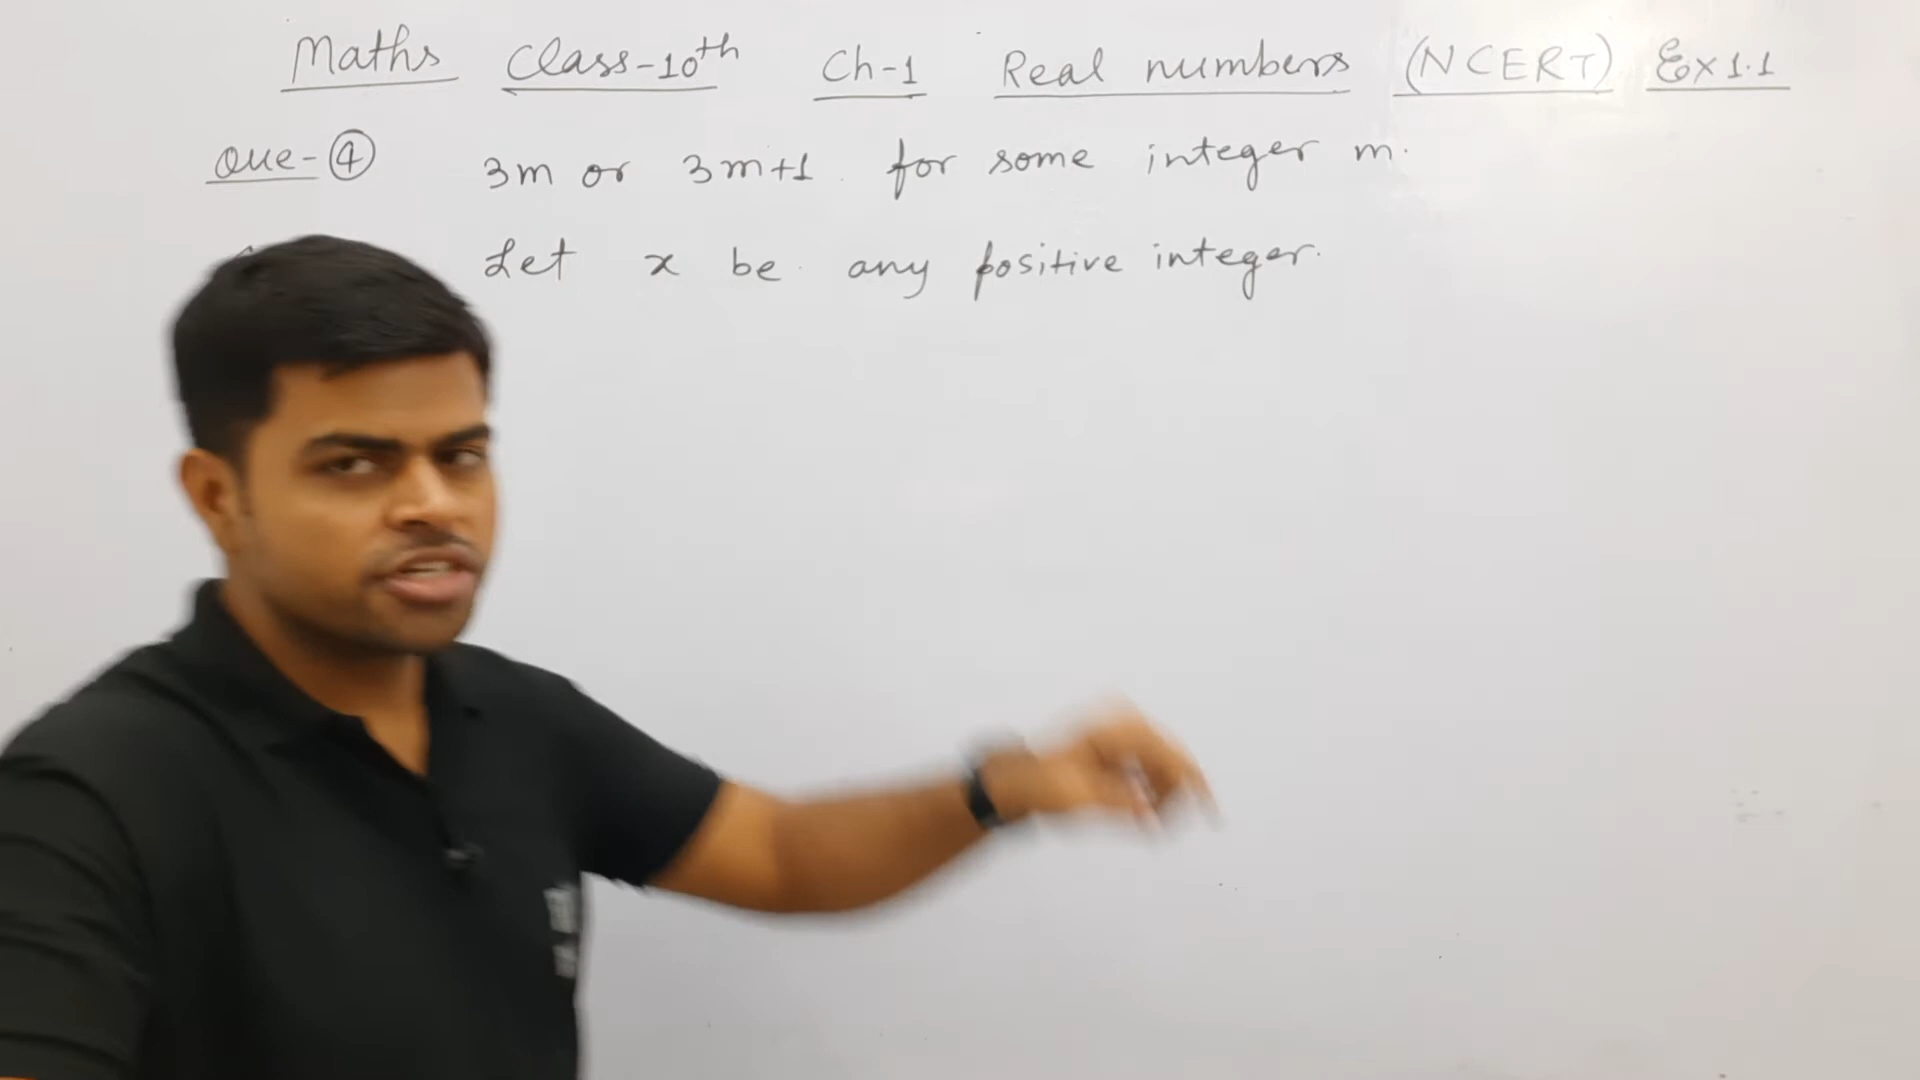 Maths Class-10th Ch-1 Real numbers (NCERT) Ex 1.1
Que-④ 3m or 3m+1 for some integer m.
Let x be any positive integer.